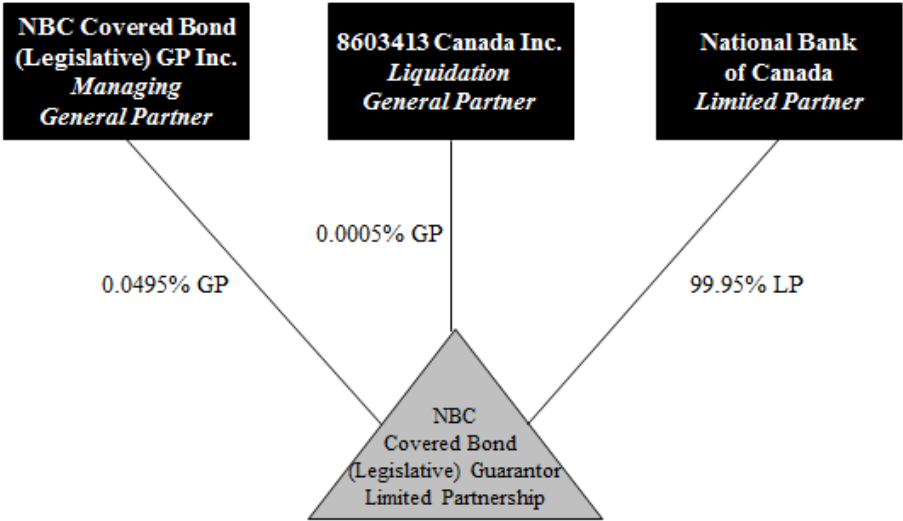 NBC Covered Bond
(Legislative) GP Inc.
Managing
General Partner
8603413 Canada Inc.
Liquidation
General Partner
National Bank
of Canada
Limited Partner
0.0495% GP
0.0005% GP
99.95% LP
NBC
Covered Bond
(Legislative) Guarantor
Limited Partnership